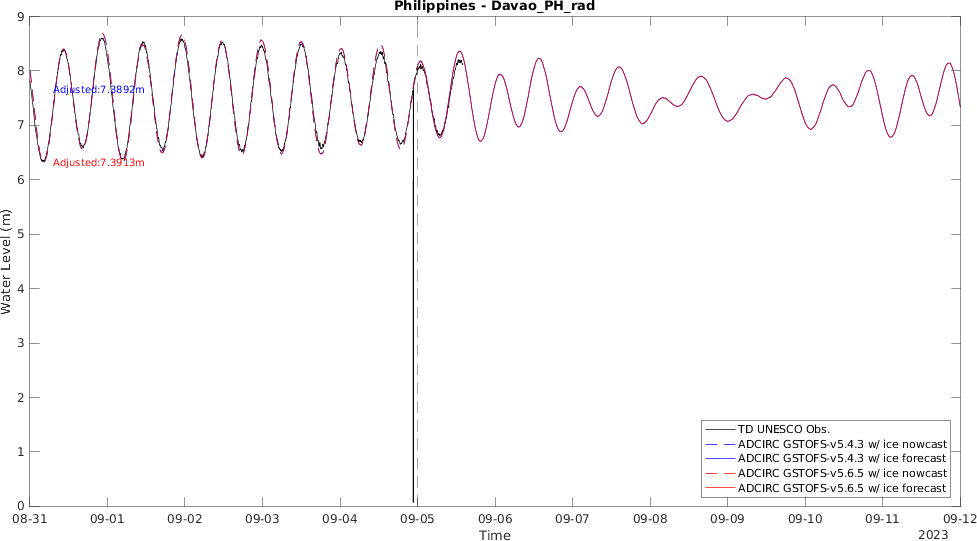 Philippines - Davao_PH_rad
9
8
7
6
5
4
3
2
1
0
Water Level (m)
Adjusted:7.3892m
Adjusted:7.3913m
TD UNESCO Obs.
ADCIRC GSTOFS-v5.4.3 w/ ice nowcast
ADCIRC GSTOFS-v5.4.3 w/ ice forecast
ADCIRC GSTOFS-v5.6.5 w/ ice nowcast
ADCIRC GSTOFS-v5.6.5 w/ ice forecast
08-31 09-01 09-02 09-03 09-04 09-05 09-06 09-07 09-08 09-09 09-10 09-11 09-12
Time
2023